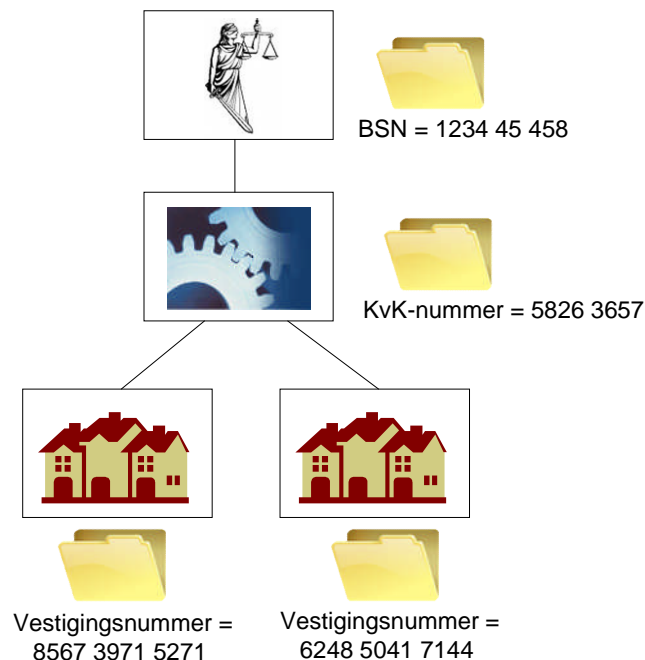 BSN = 1234 45 458
KvK-nummer = 5826 3657
Vestigingsnummer =
8567 3971 5271
Vestigingsnummer =
6248 5041 7144